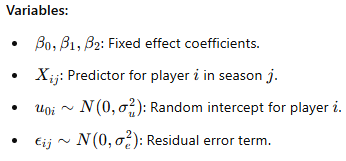 Variables:
• β₀, β₁, β₂: Fixed effect coefficients.
• Xᵢⱼ: Predictor for player i in season j.
• u₀ᵢ ∼ N(0, σᵤ²): Random intercept for player i.
• ϵᵢⱼ ∼ N(0, σₑ²): Residual error term.